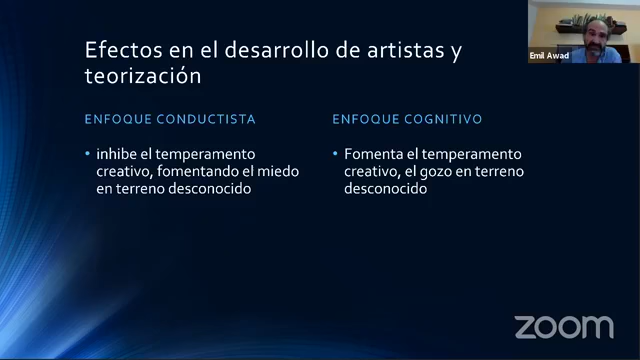 Efectos en el desarrollo de artistas y
teorización
ENFOQUE CONDUCTISTA
• inhibe el temperamento
creativo, fomentando el miedo
en terreno desconocido
ENFOQUE COGNITIVO
• Fomenta el temperamento
creativo, el gozo en terreno
desconocido
Emil Awad
zoom